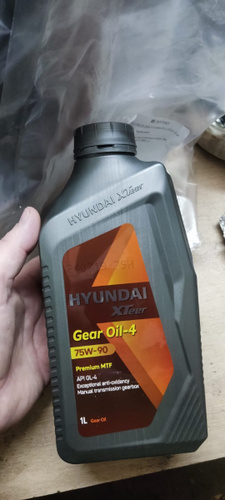 HYUNDAI XTeer
HYUNDAI
XTeer
Gear Oil-4
75W-90
Premium MTF
API GL-4
Exceptional anti-oxidancy
Manual transmission gearbox
1L Gear Oil